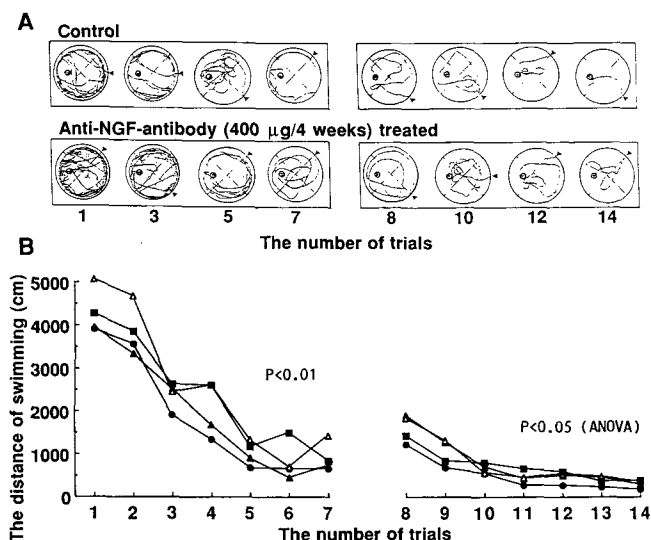 A
Control
Anti-NGF-antibody (400 µg/4 weeks) treated
1 3 5 7 8 10 12 14
The number of trials
B
The distance of swimming (cm)
5000
4000
3000
2000
1000
0
P<0.01
P<0.05 (ANOVA)
1 2 3 4 5 6 7 8 9 10 11 12 13 14
The number of trials